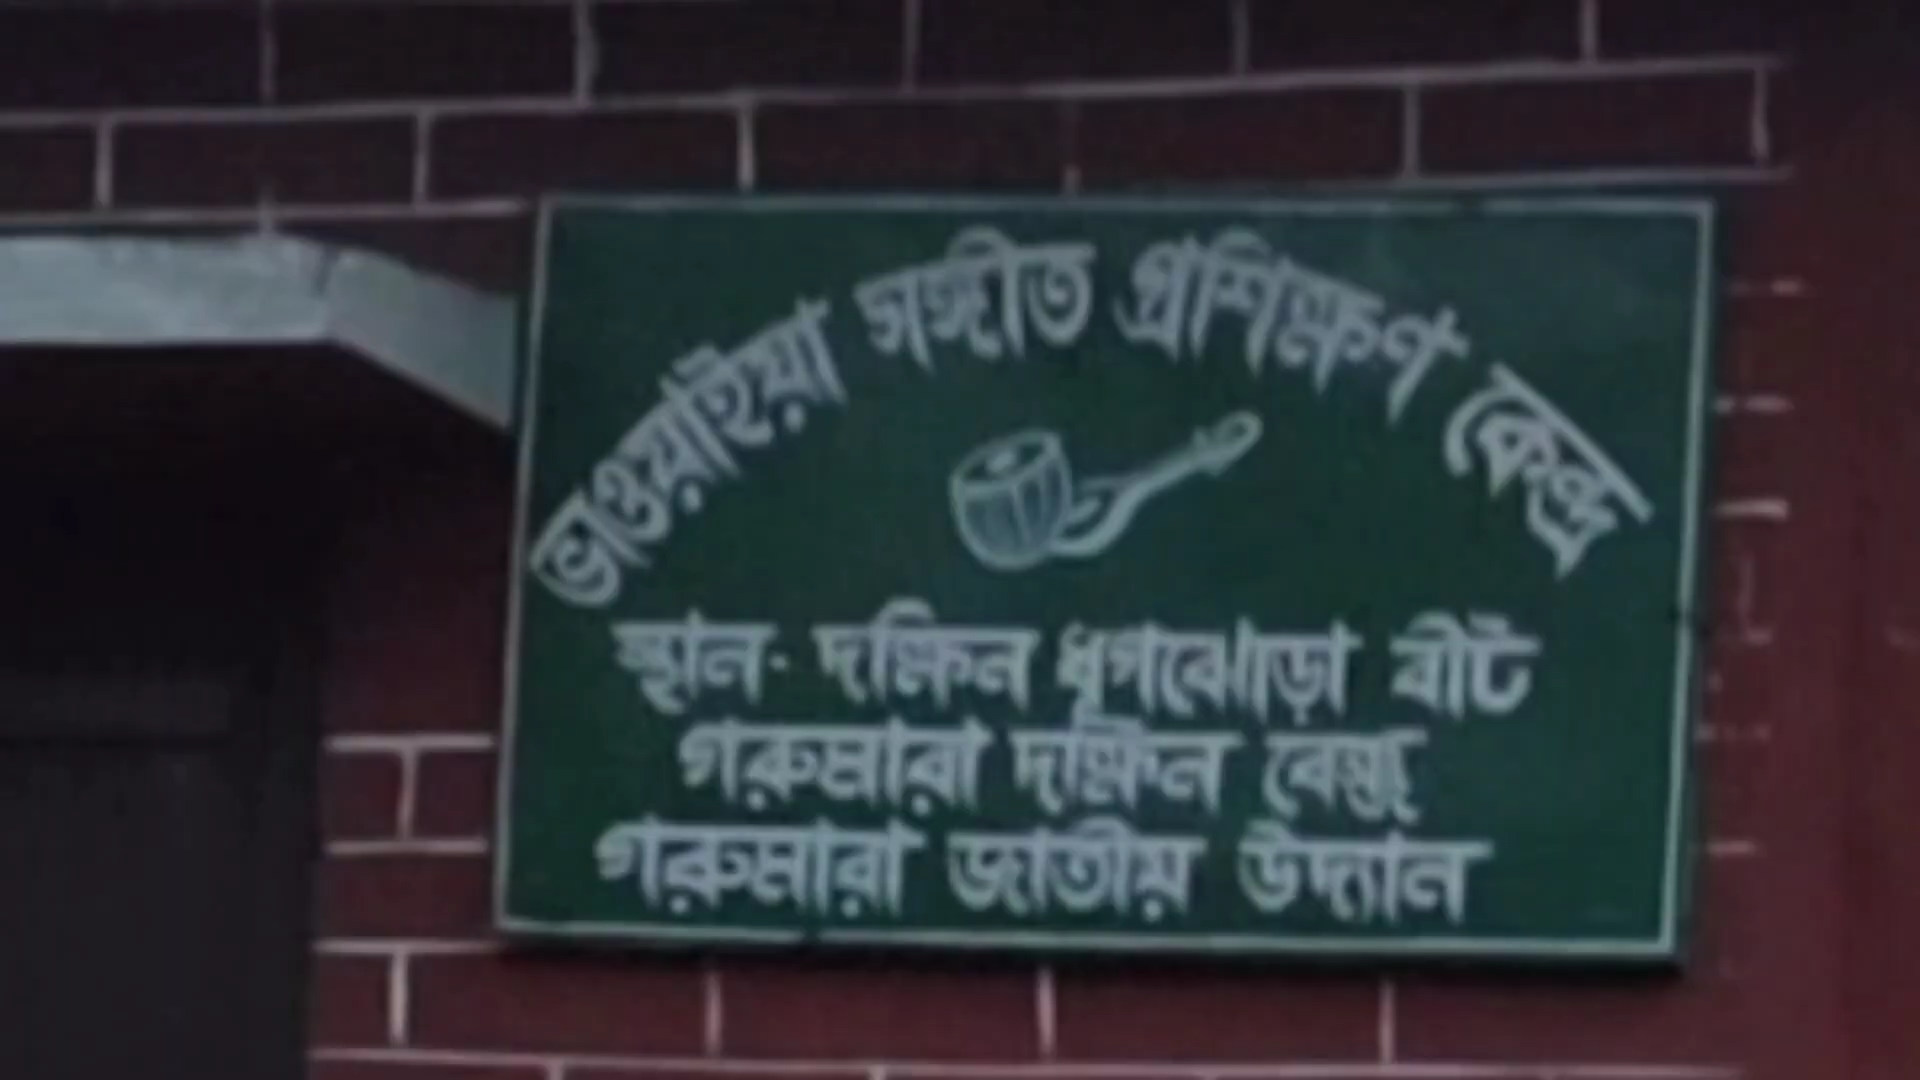 ভাওয়াইয়া সঙ্গীত প্রশিক্ষণ কেন্দ্র
স্থান- দক্ষিন ধূপঝোড়া বীট
গরুমারা দক্ষিন রেঞ্জ
গরুমারা জাতীয় উদ্যান